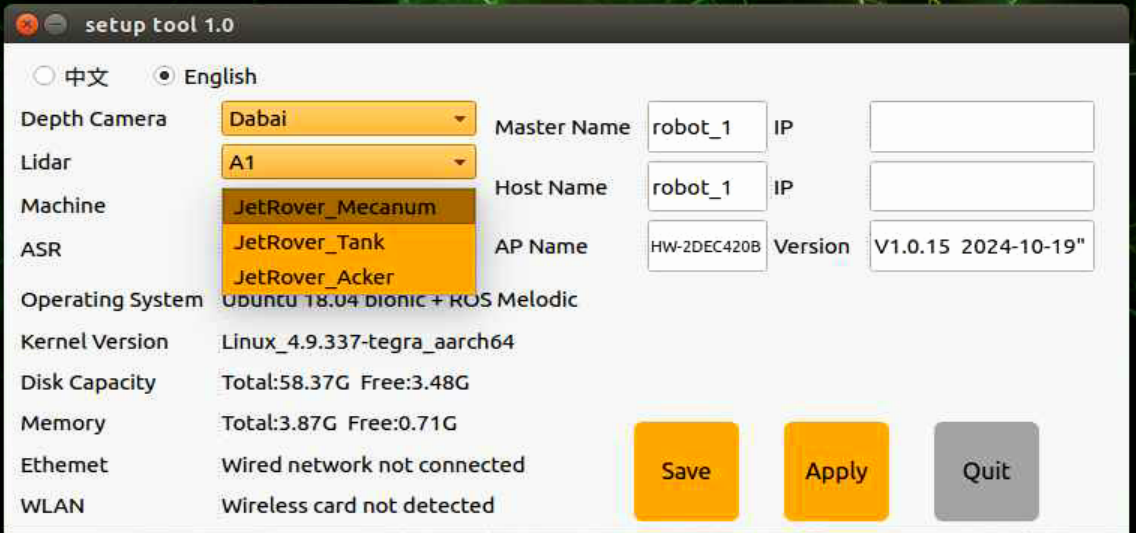 setup tool 1.0
中文 English
Depth Camera Dabai Master Name robot_1 IP
Lidar A1
Host Name robot_1 IP
Machine JetRover_Mecanum
JetRover_Tank
ASR AP Name HW-2DEC420B Version V1.0.15 2024-10-19"
JetRover_Acker
Operating System Ubuntu 18.04 bionic + ROS Melodic
Kernel Version Linux_4.9.337-tegra_aarch64
Disk Capacity Total:58.37G Free:3.48G
Memory Total:3.87G Free:0.71G
Ethemet Wired network not connected
WLAN Wireless card not detected
Save Apply Quit